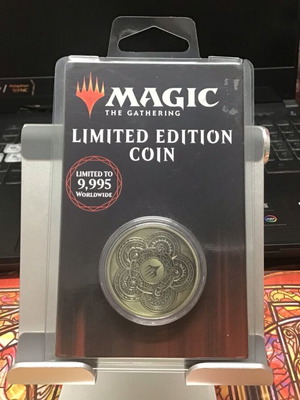 MAGIC
THE GATHERING
LIMITED EDITION
COIN
LIMITED TO
9,995
WORLDWIDE